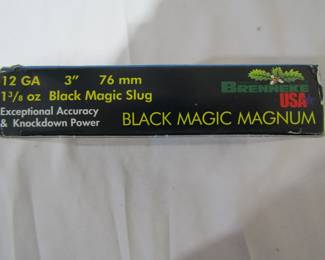 12 GA 3" 76 mm
1 3/8 oz Black Magic Slug
Exceptional Accuracy
& Knockdown Power
BRENNEKE
USA
BLACK MAGIC MAGNUM